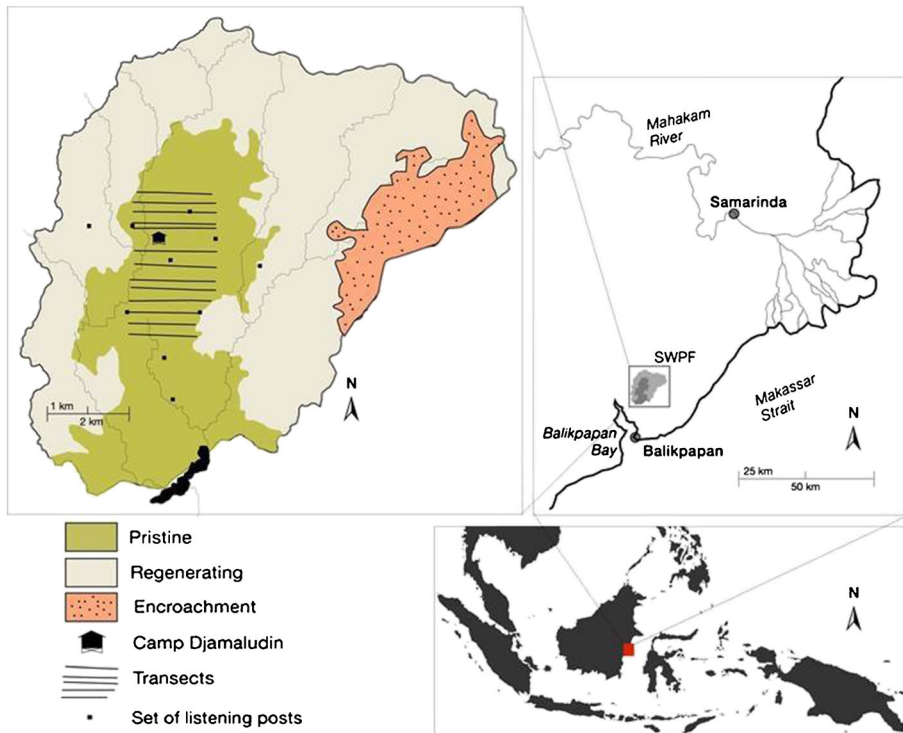 N
1 km
2 km
Mahakam
River
Samarinda
SWPF
Makassar
Strait
Balikpapan
Bay
Balikpapan
N
25 km
50 km
Pristine
Regenerating
Encroachment
Camp Djamaludin
Transects
Set of listening posts
N